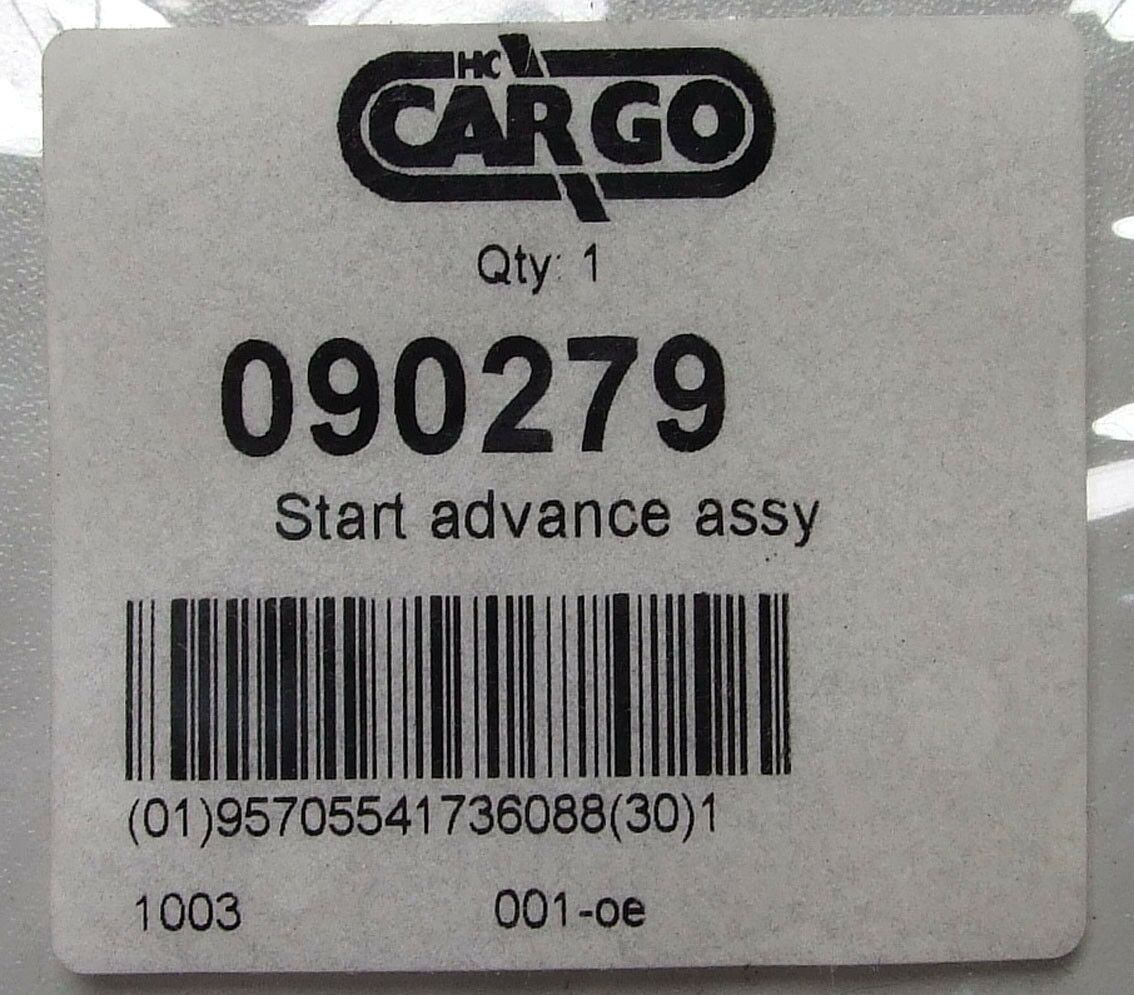 HC
CARGO
Qty: 1
090279
Start advance assy
(01)95705541736088(30)1
1003 001-oe